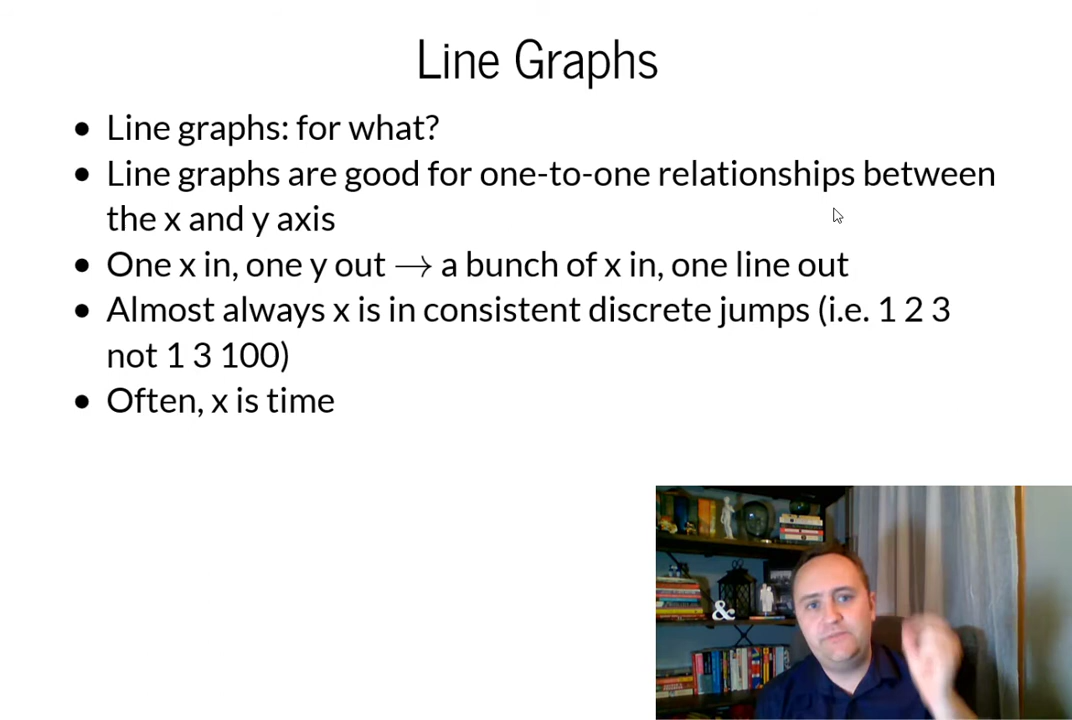 Line Graphs
• Line graphs: for what?
• Line graphs are good for one-to-one relationships between
the x and y axis
• One x in, one y out → a bunch of x in, one line out
• Almost always x is in consistent discrete jumps (i.e. 1 2 3
not 1 3 100)
• Often, x is time
&